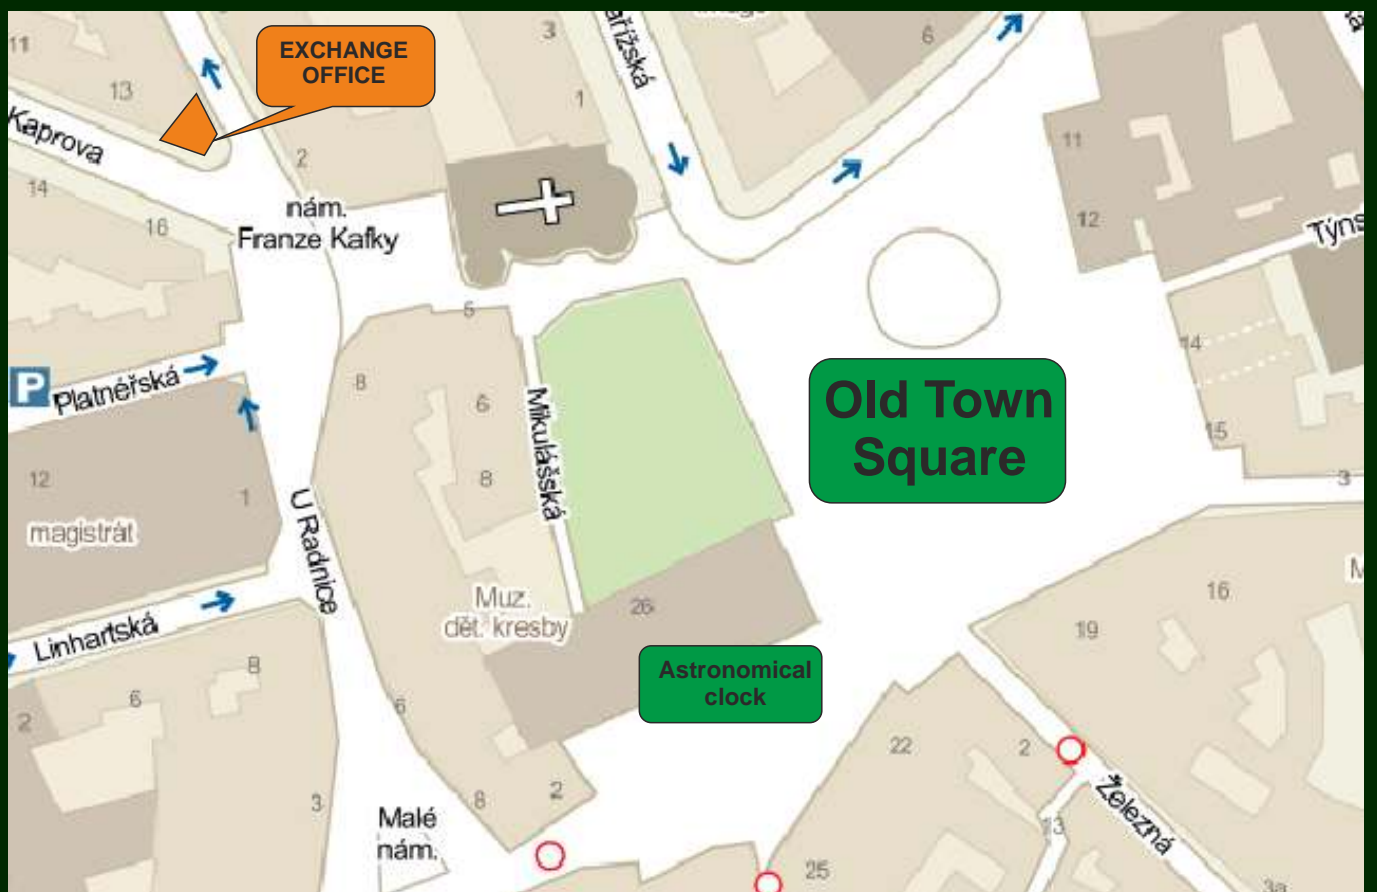 11
EXCHANGE
OFFICE
3
6
13
1
Kaprova
2
11
14
nám.
Franze Kafky
16
12
5
14
P
Platnéřská
8
6
Mikulášská
Old Town
Square
15
12
1
8
3
magistrát
U Radnice
Muz.
dět. kresby
26
16
19
Linhartská
8
6
2
6
Astronomical
clock
22
2
3
8
2
Malé
nám.
Železná
13
25
3a